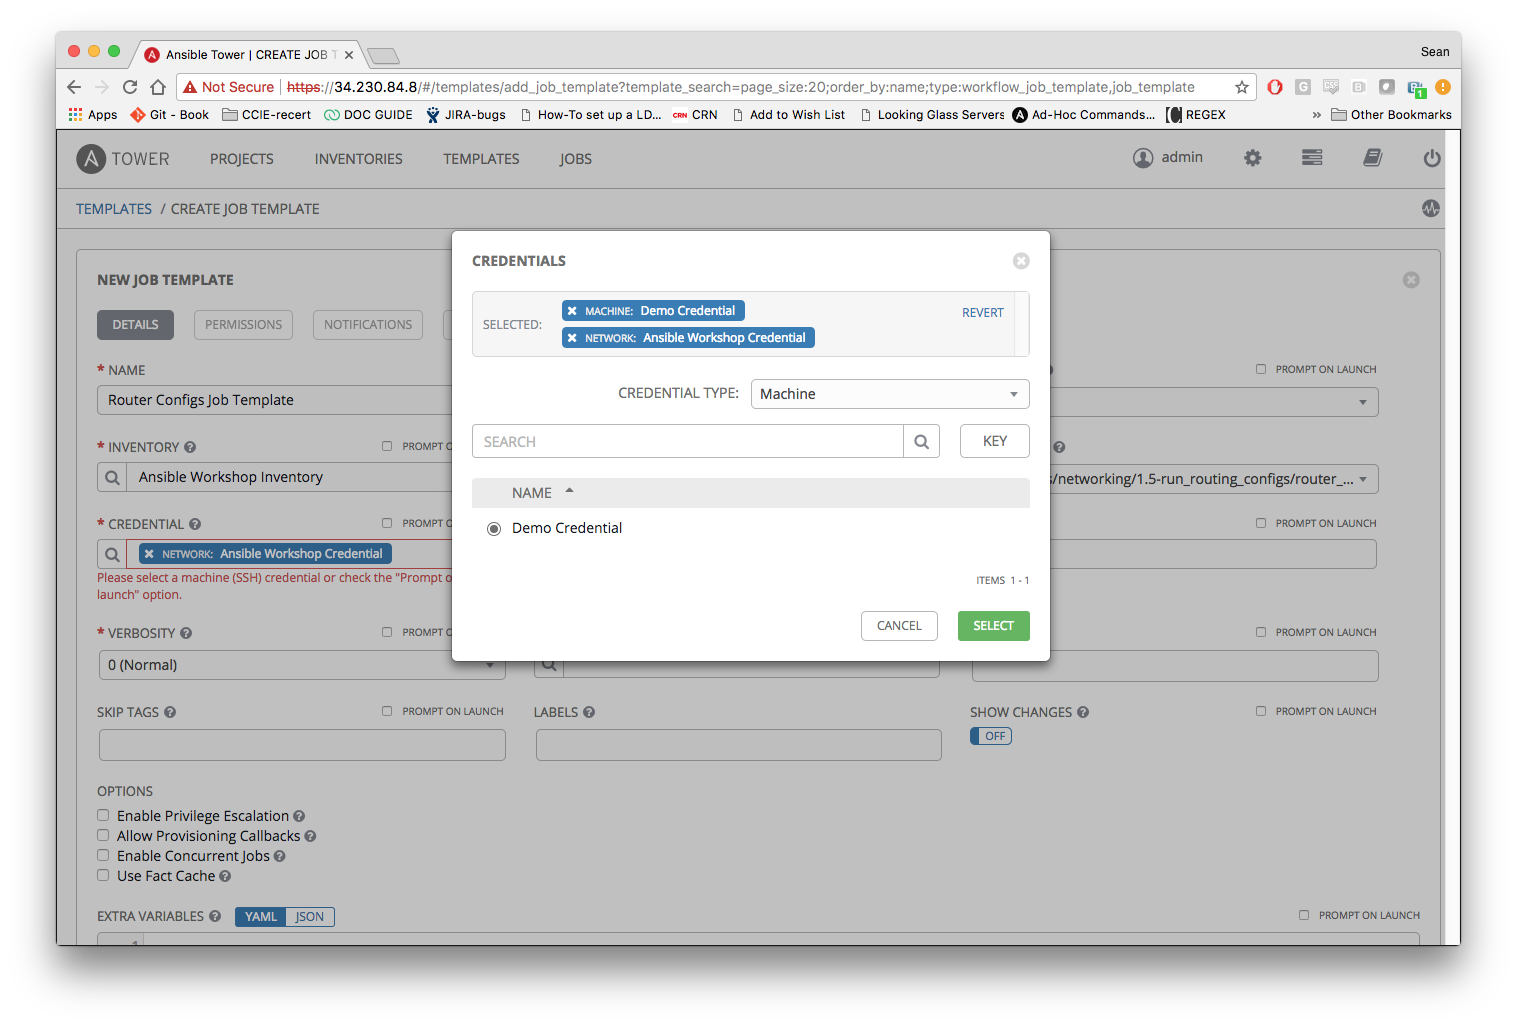 Ansible Tower | CREATE JOB T
Sean
Not Secure https://34.230.84.8/#/templates/add_job_template?template_search=page_size:20;order_by:name;type:workflow_job_template,job_template
Apps Git - Book CCIE-recert DOC GUIDE JIRA-bugs How-To set up a LD... CRN CRN Add to Wish List Looking Glass Servers Ad-Hoc Commands... REGEX » Other Bookmarks
A TOWER PROJECTS INVENTORIES TEMPLATES JOBS admin
TEMPLATES / CREATE JOB TEMPLATE
CREDENTIALS
SELECTED:
MACHINE: Demo Credential
NETWORK: Ansible Workshop Credential
REVERT
CREDENTIAL TYPE: Machine
SEARCH
KEY
NAME
Demo Credential
ITEMS 1 - 1
CANCEL SELECT
NEW JOB TEMPLATE
DETAILS PERMISSIONS NOTIFICATIONS
* NAME
PROMPT ON LAUNCH
Router Configs Job Template
* INVENTORY PROMPT O
Ansible Workshop Inventory
s/networking/1.5-run_routing_configs/router_...
* CREDENTIAL PROMPT O
PROMPT ON LAUNCH
NETWORK: Ansible Workshop Credential
Please select a machine (SSH) credential or check the "Prompt o
launch" option.
* VERBOSITY PROMPT O
PROMPT ON LAUNCH
0 (Normal)
SKIP TAGS PROMPT ON LAUNCH LABELS SHOW CHANGES PROMPT ON LAUNCH
OFF
OPTIONS
Enable Privilege Escalation
Allow Provisioning Callbacks
Enable Concurrent Jobs
Use Fact Cache
EXTRA VARIABLES YAML JSON PROMPT ON LAUNCH
1